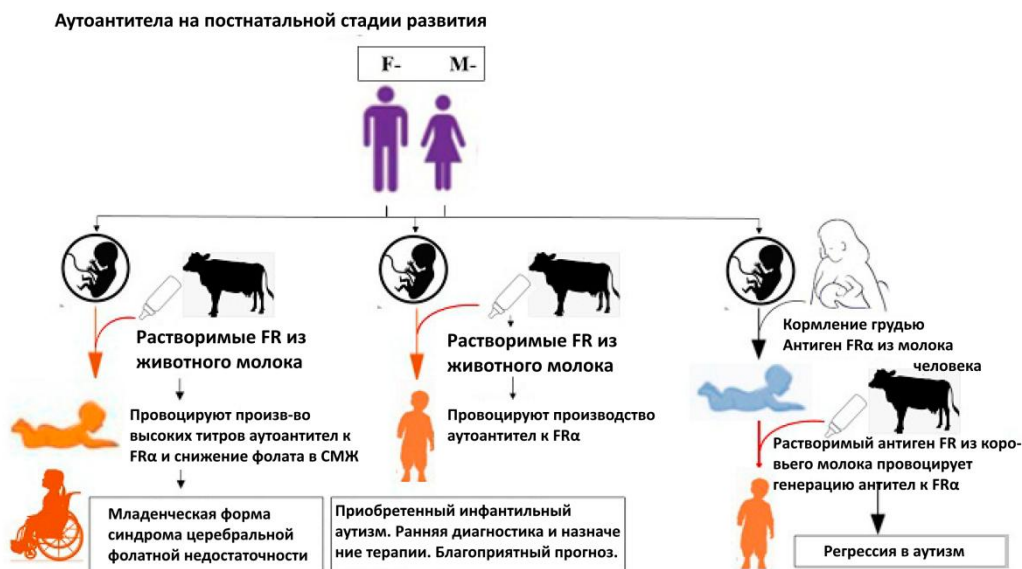 Аутоантитела на постнатальной стадии развития
F- M-
Растворимые FR из
животного молока
Провоцируют произв-во
высоких титров аутоантител к
FRα и снижение фолата в СМЖ
Младенческая форма
синдрома церебральной
фолатной недостаточности
Растворимые FR из
животного молока
Провоцируют производство
аутоантител к FRα
Приобретенный инфантильный
аутизм. Ранняя диагностика и назначе
ние терапии. Благоприятный прогноз.
Кормление грудью
Антиген FRα из молока
человека
Растворимый антиген FR из коро-
вьего молока провоцирует
генерацию антител к FRα
Регрессия в аутизм